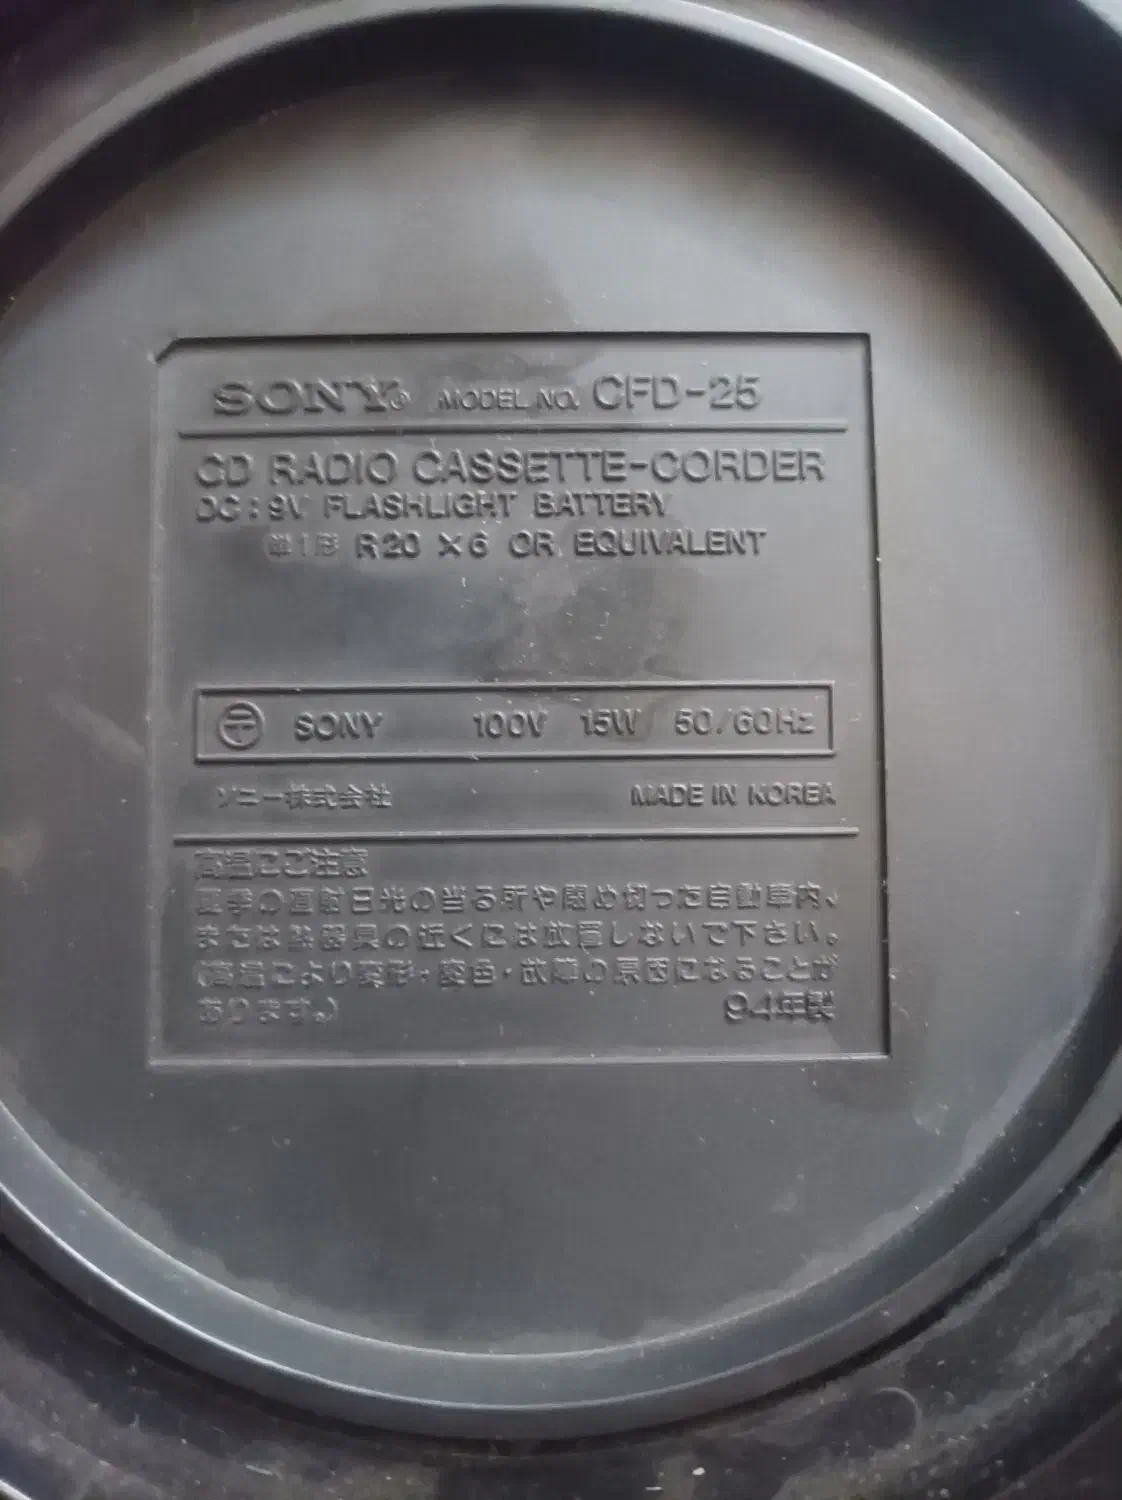 SONY® MODEL NO. CFD-25
CD RADIO CASSETTE-CORDER
DC : 9V FLASHLIGHT BATTERY
単1形 R20 ×6 OR EQUIVALENT
SONY 100V 15W 50/60Hz
ソニー株式会社 MADE IN KOREA
高温にご注意
夏季の直射日光の当る所や閉め切った自動車内、
または熱器具の近くには放置しないで下さい。
(高温により変形・変色・故障の原因になることが
あります。) 94年製